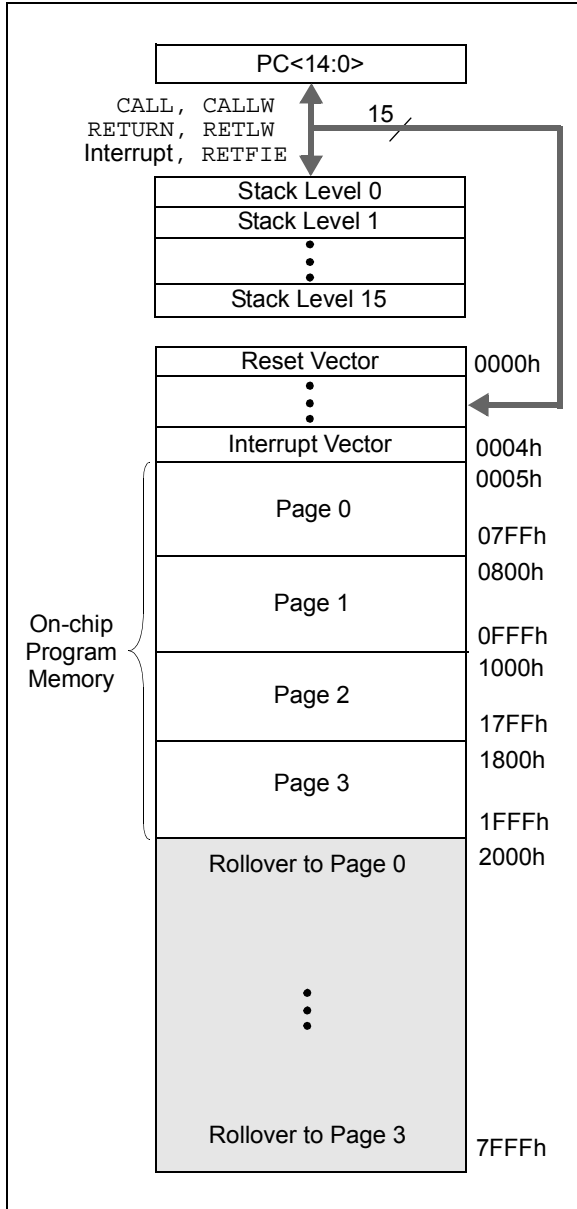 PC<14:0>
CALL, CALLW
RETURN, RETLW
Interrupt, RETFIE
15
Stack Level 0
Stack Level 1
Stack Level 15
Reset Vector
0000h
Interrupt Vector
0004h
0005h
Page 0
07FFh
0800h
Page 1
0FFFh
On-chip
Program
Memory
1000h
Page 2
17FFh
1800h
Page 3
1FFFh
Rollover to Page 0
2000h
Rollover to Page 3
7FFFh